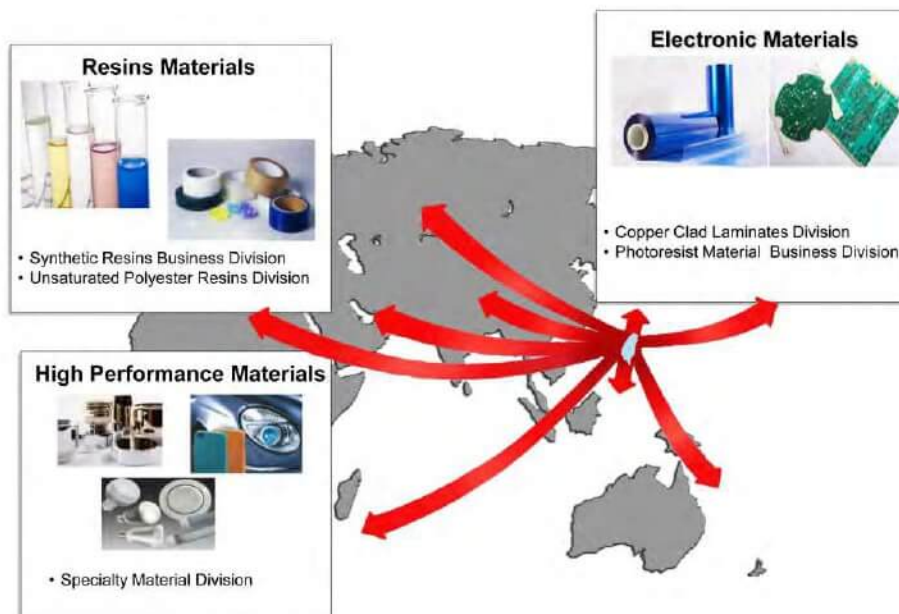 Resins Materials
• Synthetic Resins Business Division
• Unsaturated Polyester Resins Division
Electronic Materials
• Copper Clad Laminates Division
• Photoresist Material Business Division
High Performance Materials
• Specialty Material Division